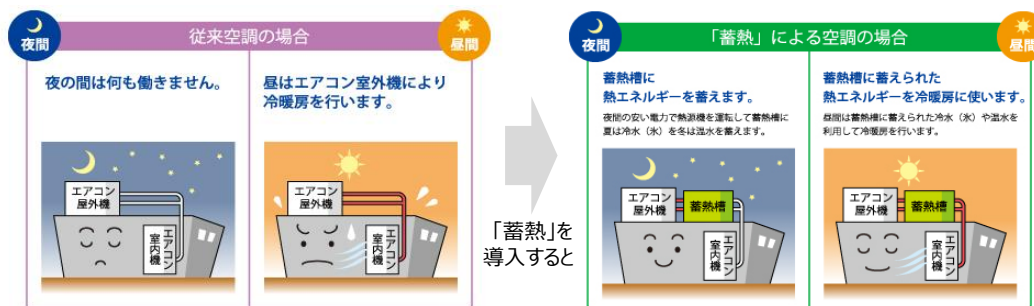 夜間
従来空調の場合
昼間
夜の間は何も働きません。
昼はエアコン室外機により
冷暖房を行います。
エアコン
屋外機
エアコン
室内機
エアコン
屋外機
エアコン
室内機
「蓄熱」を
導入すると
夜間
「蓄熱」による空調の場合
昼間
蓄熱槽に
熱エネルギーを蓄えます。
夜間の安い電力で熱源機を運転して蓄熱槽に
夏は冷水（氷）を冬は温水を蓄えます。
蓄熱槽に蓄えられた
熱エネルギーを冷暖房に使います。
昼間は蓄熱槽に蓄えられた冷水（氷）や温水を
利用して冷暖房を行います。
エアコン
屋外機
蓄熱槽
エアコン
室内機
エアコン
屋外機
蓄熱槽
エアコン
室内機